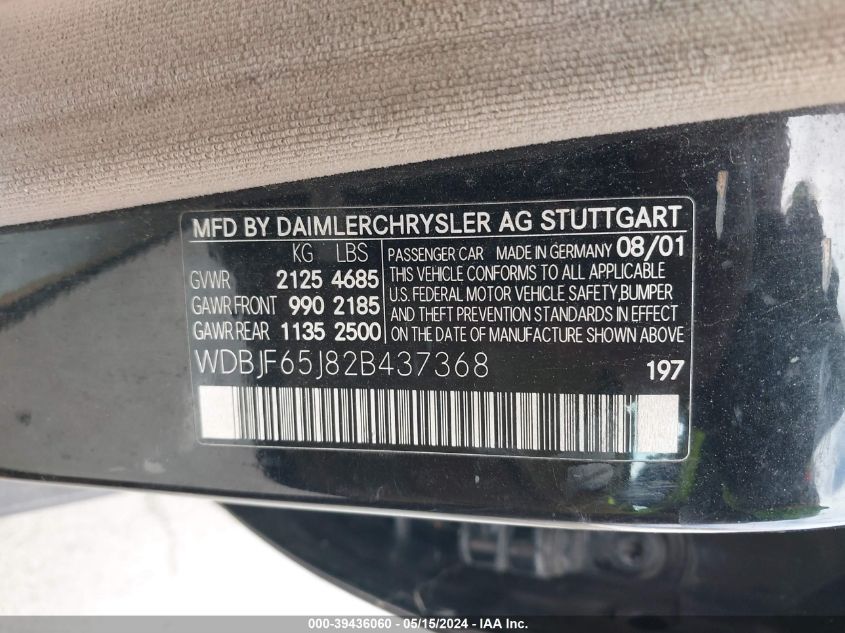 MFD BY DAIMLERCHRYSLER AG STUTTGART
KG LBS
GVWR 2125 4685
GAWR FRONT 990 2185
GAWR REAR 1135 2500
PASSENGER CAR MADE IN GERMANY 08/01
THIS VEHICLE CONFORMS TO ALL APPLICABLE
U.S. FEDERAL MOTOR VEHICLE SAFETY, BUMPER
AND THEFT PREVENTION STANDARDS IN EFFECT
ON THE DATE OF MANUFACTURE SHOWN ABOVE
WDBJF65J82B437368 197
000-39436060 - 05/15/2024 - IAA, Inc.